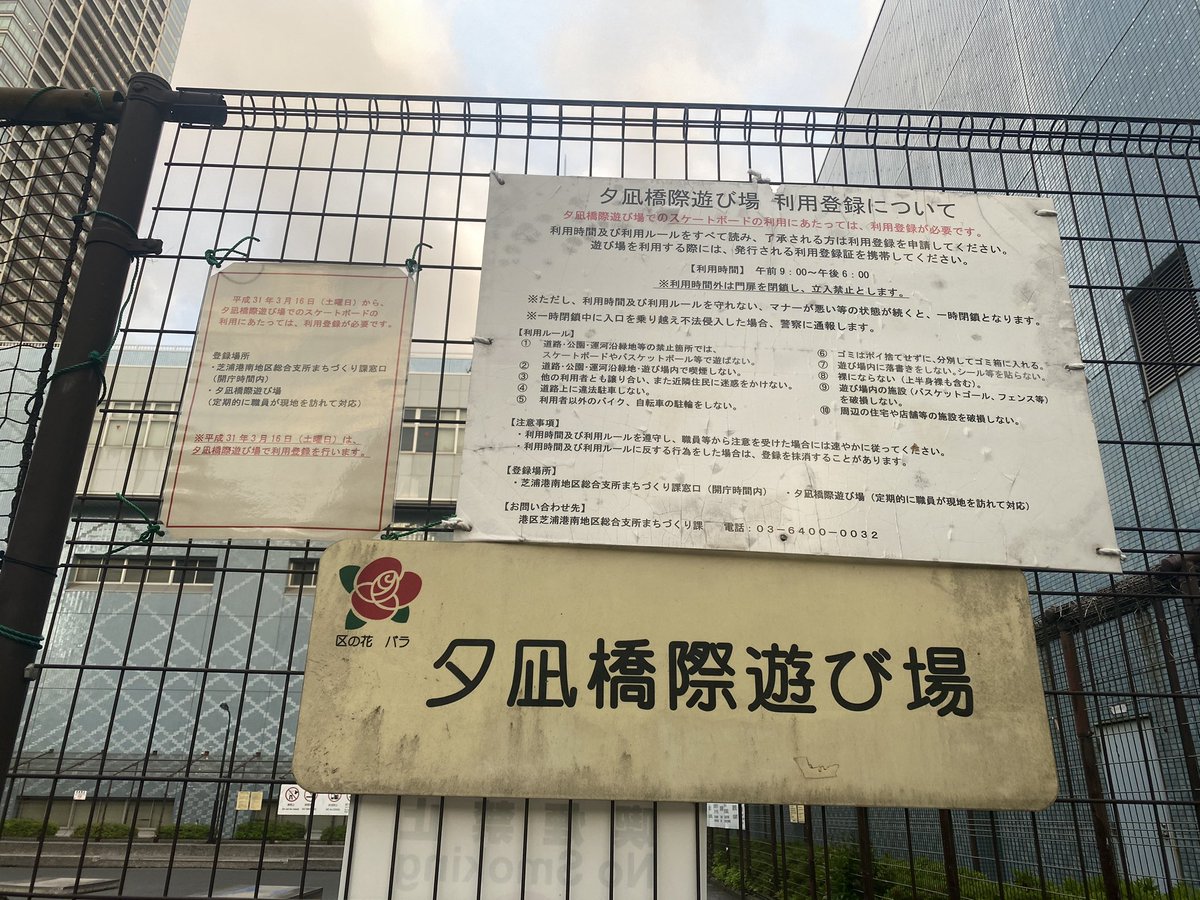 夕凪橋際遊び場 利用登録について
夕凪橋際遊び場でのスケートボードの利用にあたっては、利用登録が必要です。
利用時間及び利用ルールをすべて読み、了承される方は利用登録を申請してください。
遊び場を利用する際には、発行される利用登録証を携帯してください。
【利用時間】 午前9:00〜午後6:00
※利用時間外は門扉を閉鎖し、立入禁止とします。
※ただし、利用時間及び利用ルールを守れない、マナーが悪い等の状態が続くと、一時閉鎖となります。
※一時閉鎖中に入口を乗り越え不法侵入した場合、警察に通報します。
【利用ルール】
① 道路・公園・運河沿緑地等の禁止箇所では、
スケートボードやバスケットボール等で遊ばない。
② 道路・公園・運河沿緑地・遊び場内で喫煙しない。
③ 他の利用者とも譲り合い、また近隣住民に迷惑をかけない。
④ 道路上に違法駐車しない。
⑤ 利用者以外のバイク、自転車の駐輪をしない。
⑥ ゴミはポイ捨てせずに、分別してゴミ箱に入れる。
⑦ 遊び場内に落書きをしない。シール等を貼らない。
⑧ 裸にならない(上半身裸も含む)。
⑨ 遊び場内の施設(バスケットゴール、フェンス等)
を破損しない。
⑩ 周辺の住宅や店舗等の施設を破損しない。
【注意事項】
・利用時間及び利用ルールを遵守し、職員等から注意を受けた場合には速やかに従ってください。
・利用時間及び利用ルールに反する行為をした場合は、登録を抹消することがあります。
【登録場所】
・芝浦港南地区総合支所まちづくり課窓口(開庁時間内) ・夕凪橋際遊び場(定期的に職員が現地を訪れて対応)
【お問い合わせ先】
港区芝浦港南地区総合支所まちづくり課 電話:03-6400-0032
平成31年3月16日(土曜日)から、
夕凪橋際遊び場でのスケートボードの
利用にあたっては、利用登録が必要です。
登録場所
・芝浦港南地区総合支所まちづくり課窓口
(開庁時間内)
・夕凪橋際遊び場
(定期的に職員が現地を訪れて対応)
※平成31年3月16日(土曜日)は、
夕凪橋際遊び場で利用登録を行います。
区の花 バラ
夕凪橋際遊び場
No Smoking